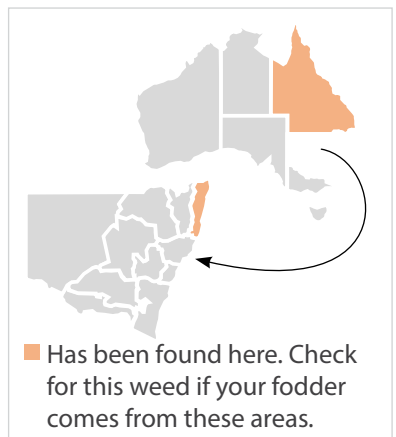 Has been found here. Check
for this weed if your fodder
comes from these areas.